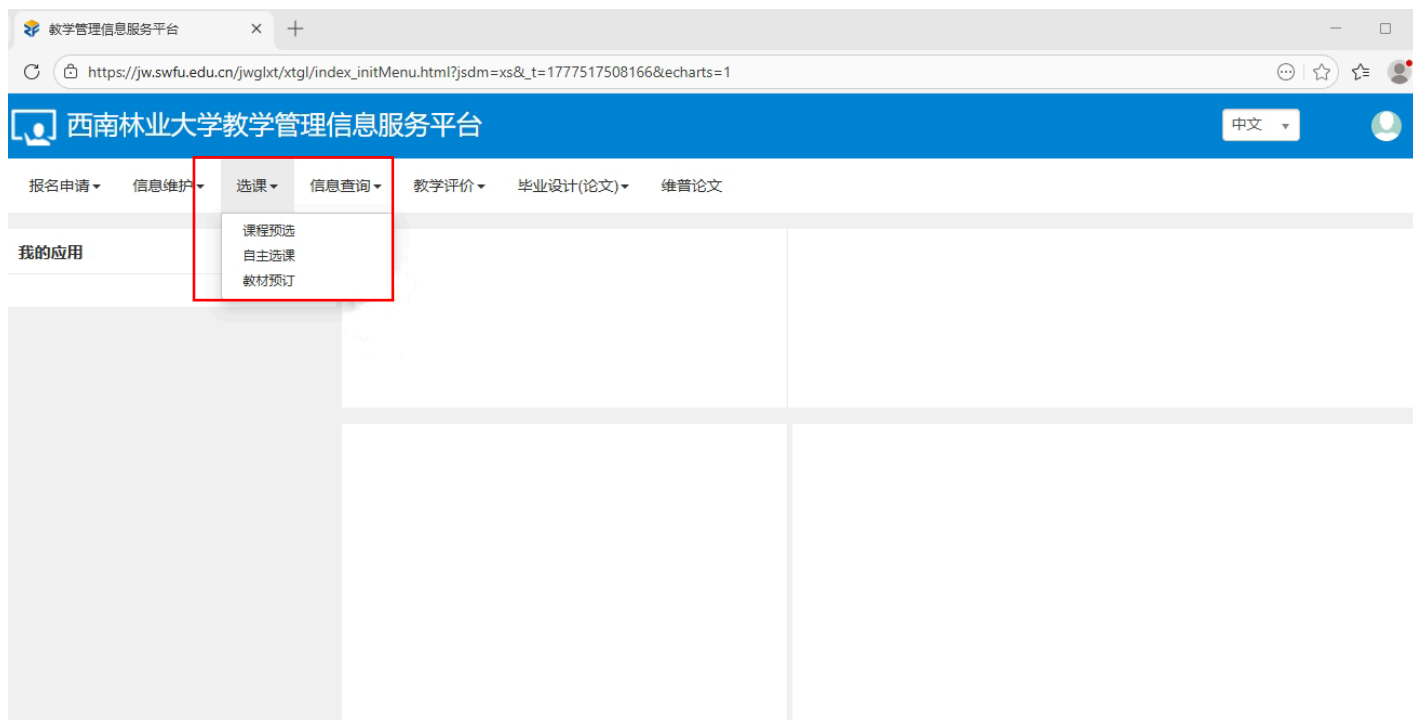 教学管理信息服务平台
https://jw.swfu.edu.cn/jwglxt/xtgl/index_initMenu.html?jsdm=xs&_t=1777517508166&echarts=1
西南林业大学教学管理信息服务平台 中文
报名申请 信息维护 选课 信息查询 教学评价 毕业设计(论文) 维普论文
课程预选
我的应用
自主选课
教材预订